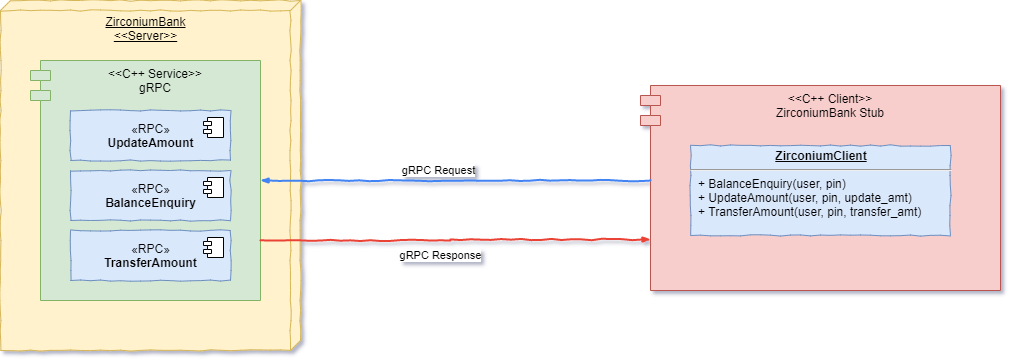 ZirconiumBank
<<Server>>
<<C++ Service>>
gRPC
«RPC»
UpdateAmount
«RPC»
BalanceEnquiry
«RPC»
TransferAmount
gRPC Request
gRPC Response
<<C++ Client>>
ZirconiumBank Stub
ZirconiumClient
+ BalanceEnquiry(user, pin)
+ UpdateAmount(user, pin, update_amt)
+ TransferAmount(user, pin, transfer_amt)